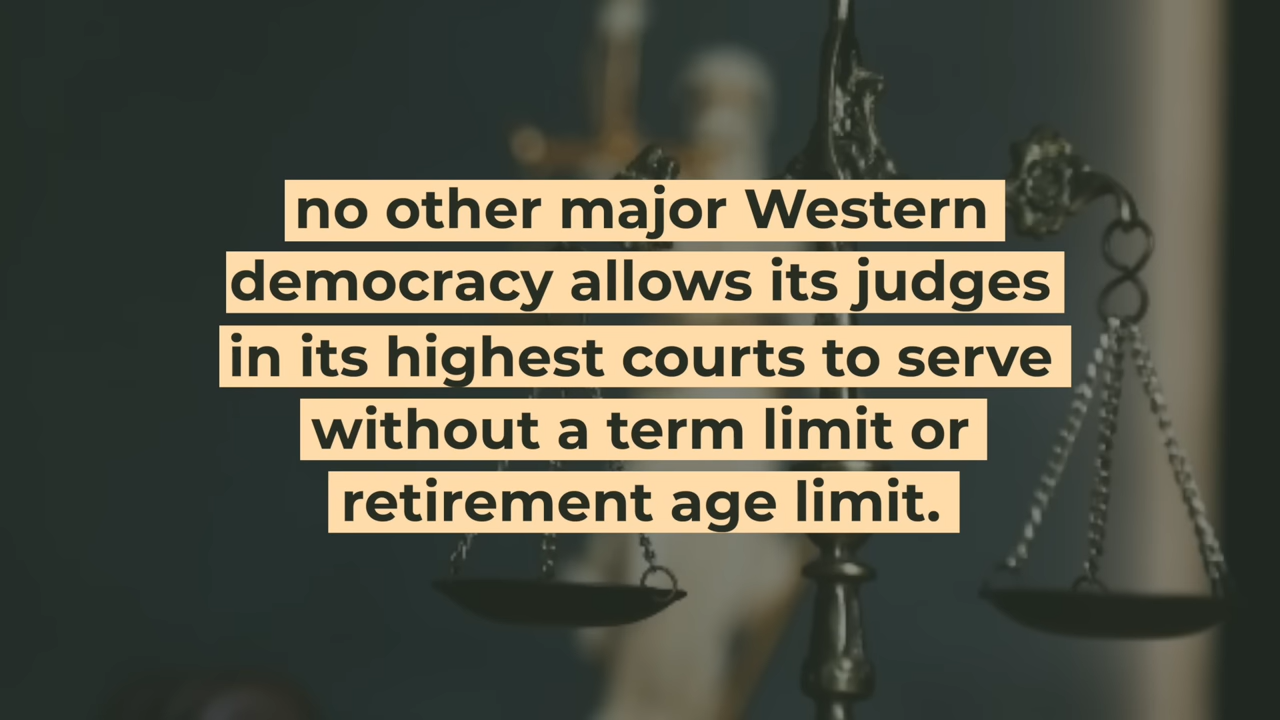 no other major Western
democracy allows its judges
in its highest courts to serve
without a term limit or
retirement age limit.